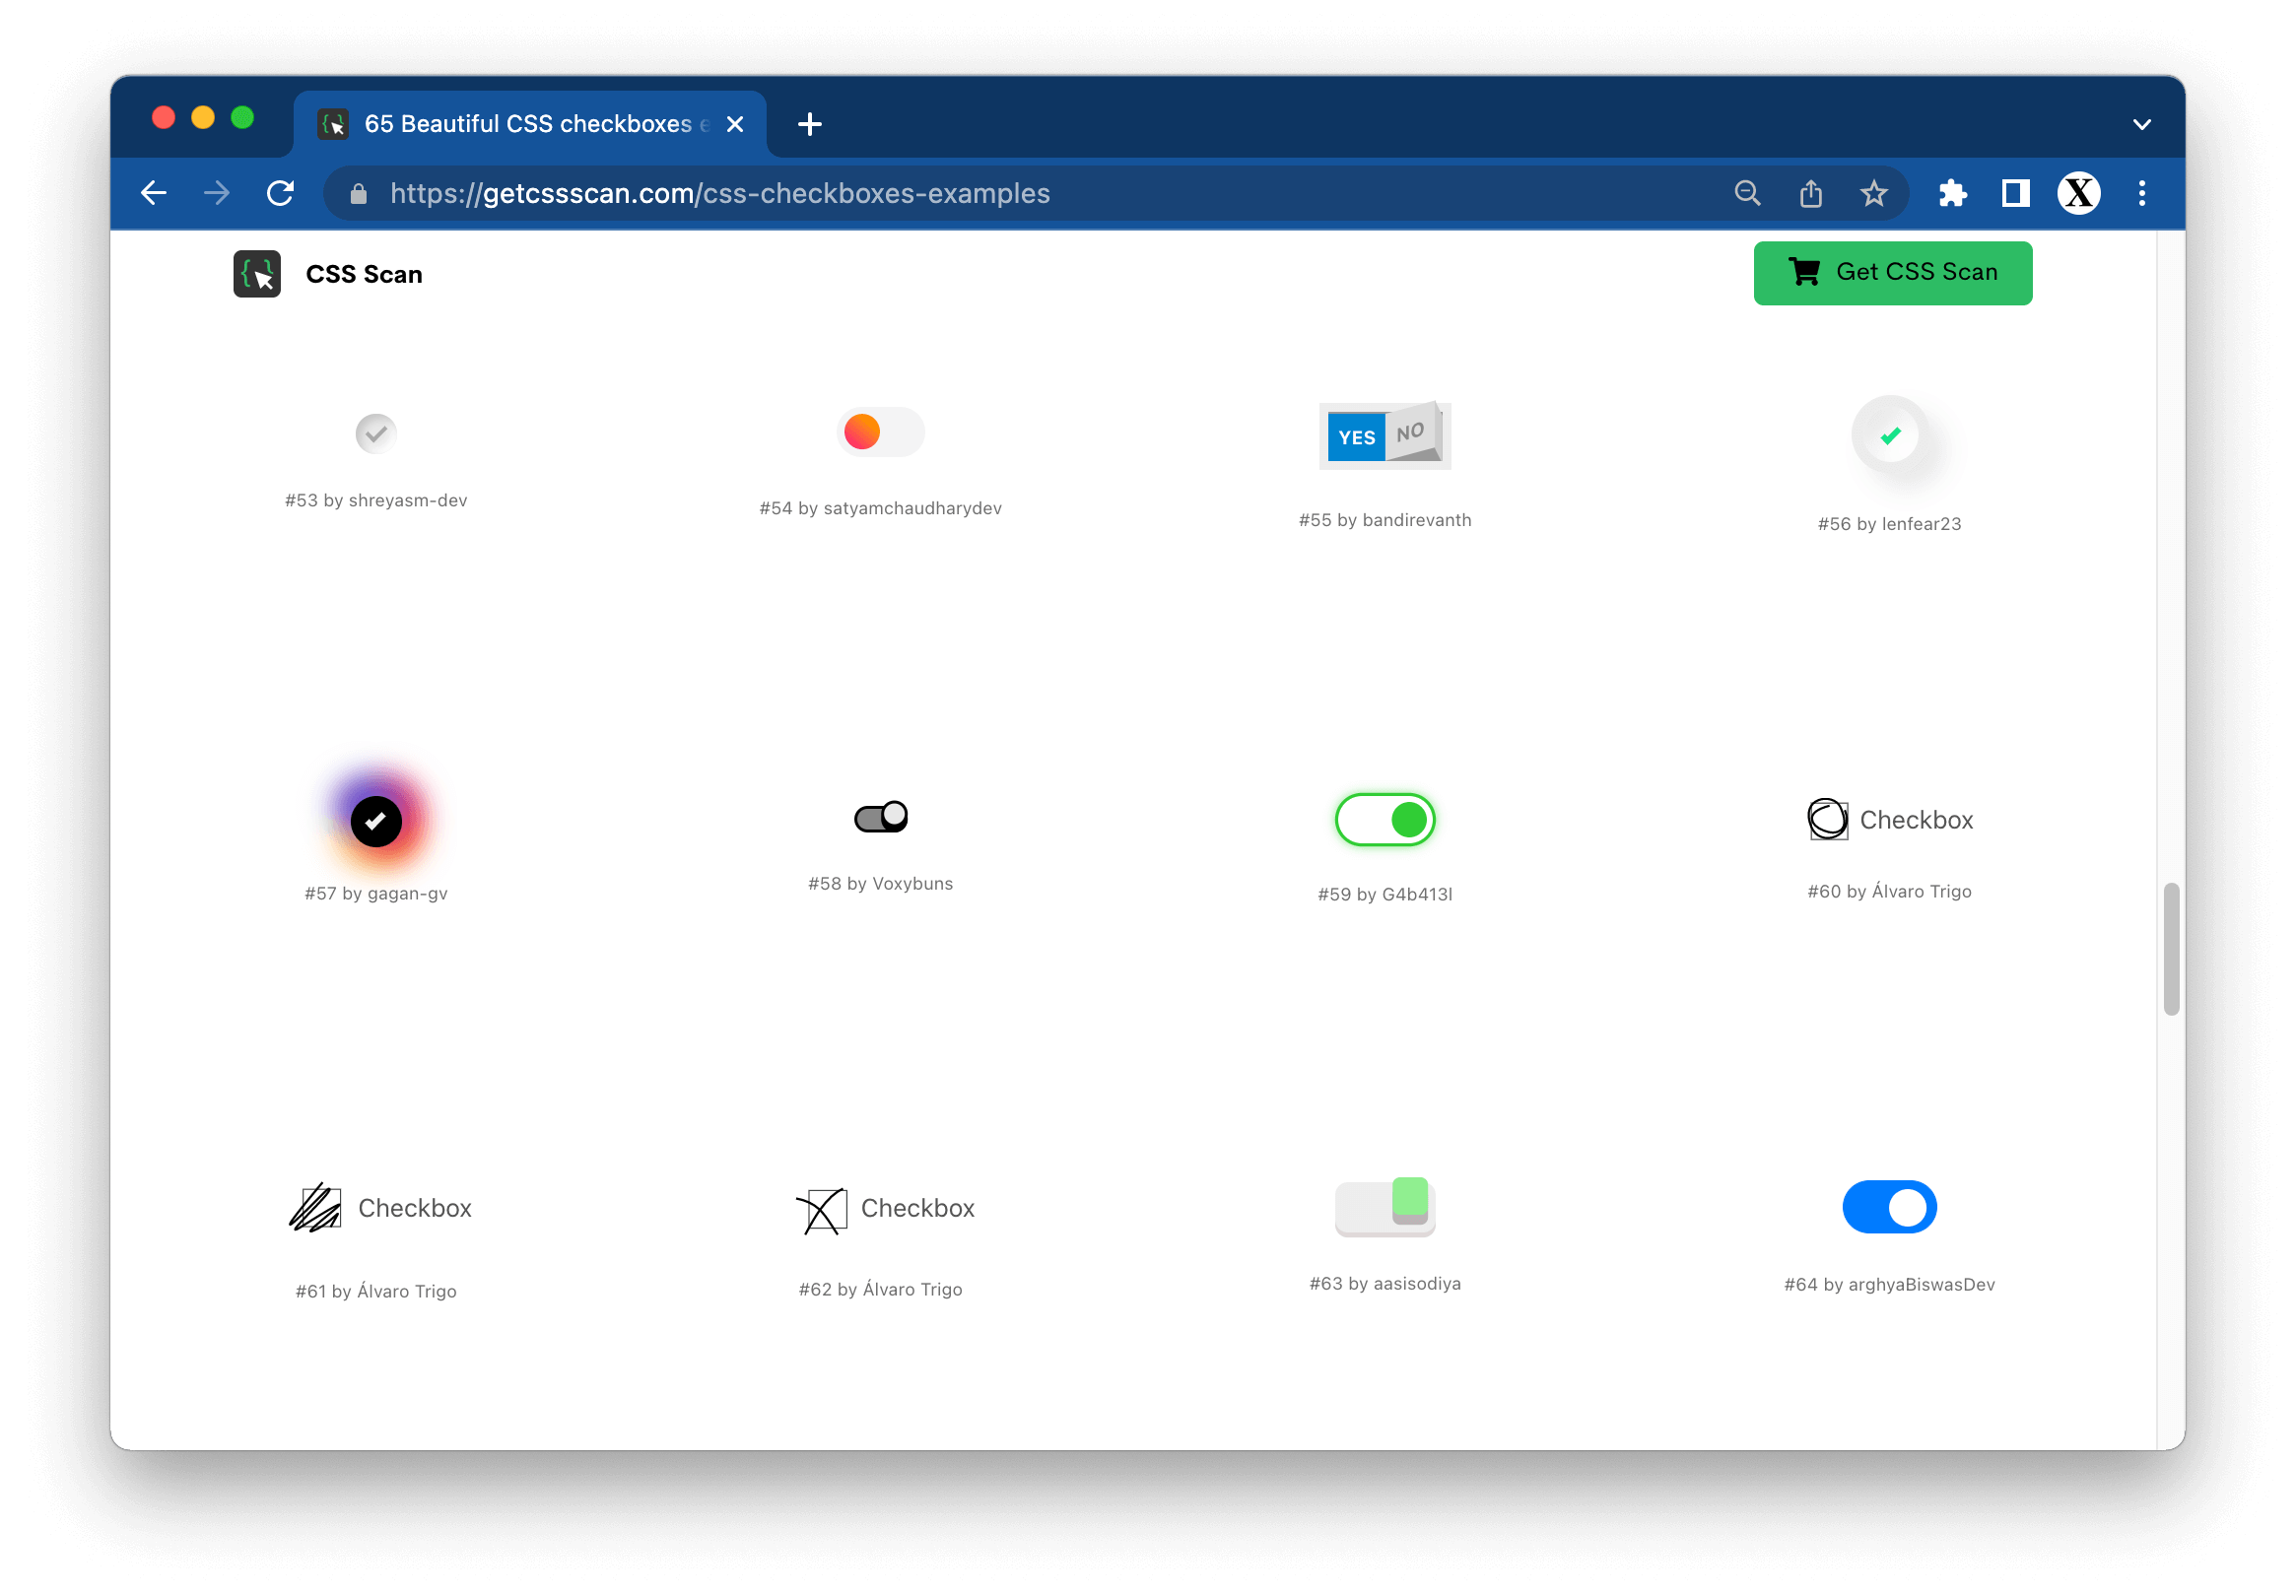 65 Beautiful CSS checkboxes e
https://getcssscan.com/css-checkboxes-examples
X
CSS Scan
Get CSS Scan
YES NO
#53 by shreyasm-dev
#54 by satyamchaudharydev
#55 by bandirevanth
#56 by lenfear23
Checkbox
#57 by gagan-gv
#58 by Voxybuns
#59 by G4b413l
#60 by Álvaro Trigo
Checkbox
Checkbox
#61 by Álvaro Trigo
#62 by Álvaro Trigo
#63 by aasisodiya
#64 by arghyaBiswasDev